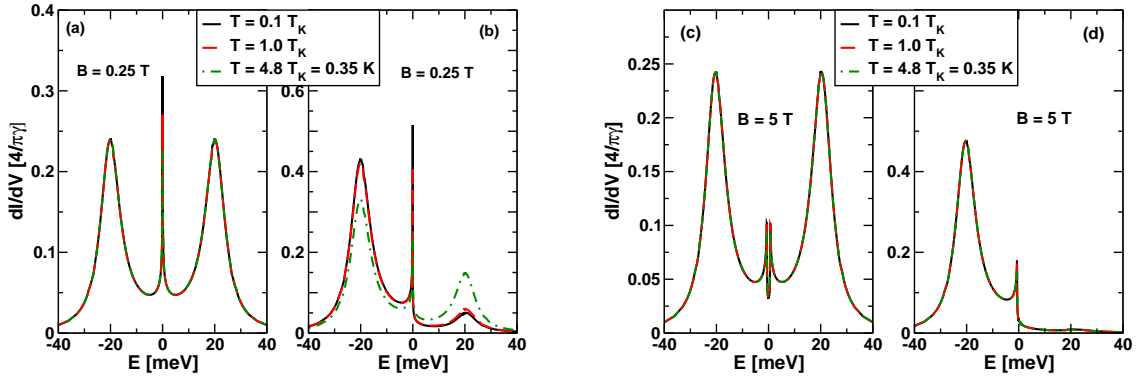 (a)
B = 0.25 T
T = 0.1 T_K
T = 1.0 T_K
T = 4.8 T_K = 0.35 K
(b)
B = 0.25 T
dI/dV [4/πγ]
0.4
0.3
0.2
0.1
0
-40
-20
0
20
40
E [meV]
0.6
0.4
0.2
0
-40
-20
0
20
40
E [meV]
(c)
B = 5 T
T = 0.1 T_K
T = 1.0 T_K
T = 4.8 T_K = 0.35 K
(d)
B = 5 T
dI/dV [4/πγ]
0.25
0.2
0.15
0.1
0.05
0
-40
-20
0
20
40
E [meV]
0.4
0.2
0
-40
-20
0
20
40
E [meV]